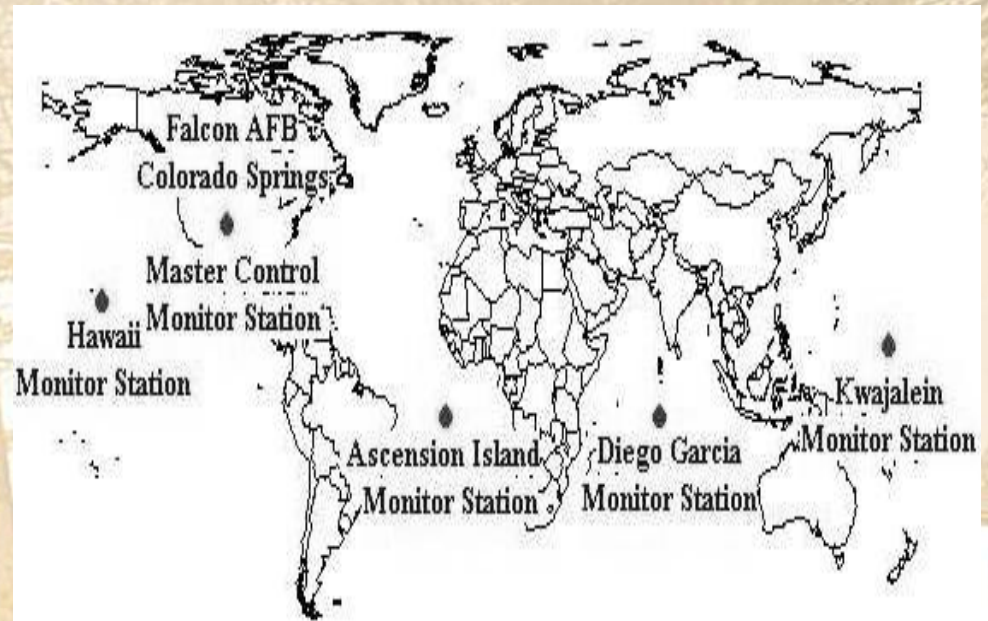 Falcon AFB
Colorado Springs
Master Control
Monitor Station
Hawaii
Monitor Station
Ascension Island
Monitor Station
Diego Garcia
Monitor Station
Kwajalein
Monitor Station